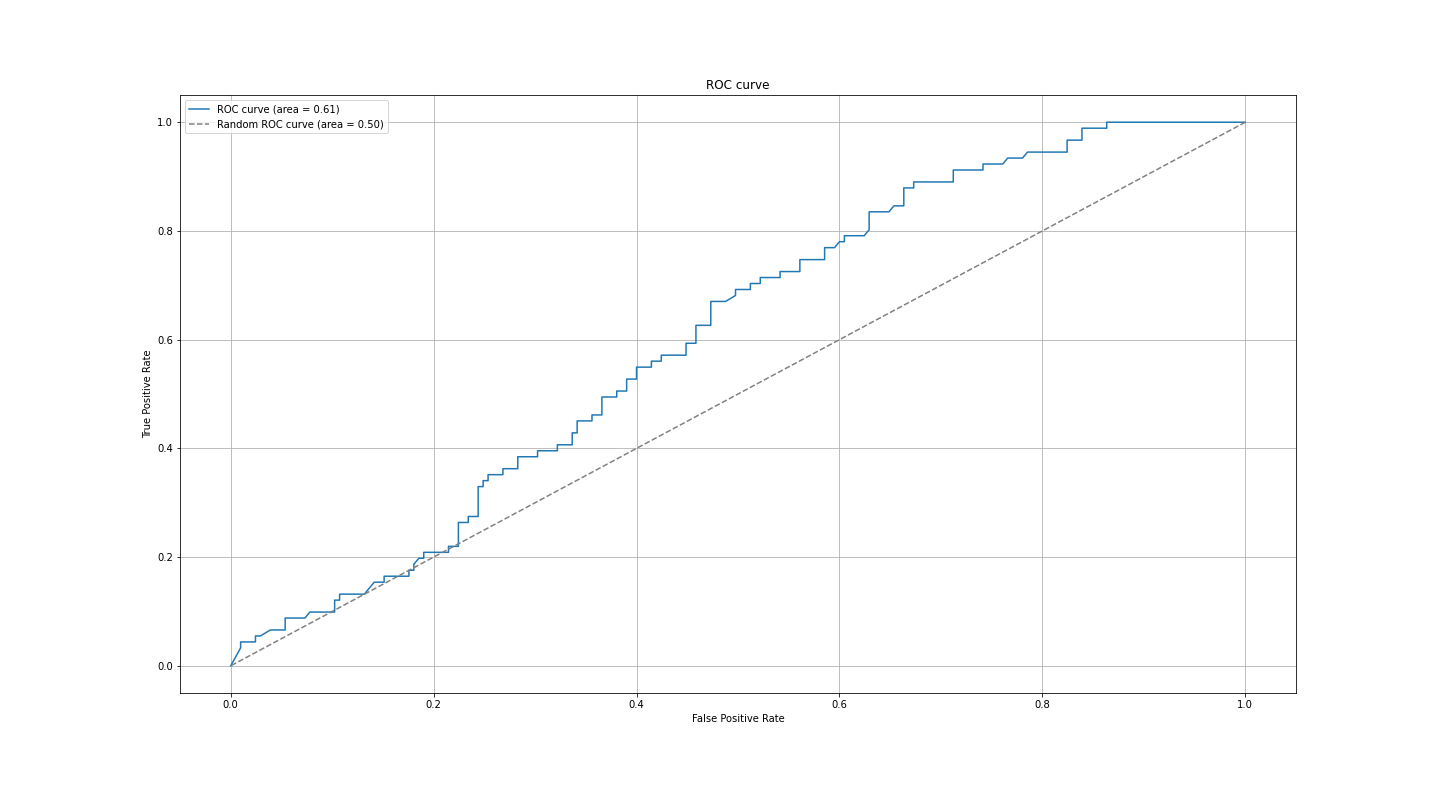 ROC curve
ROC curve (area = 0.61)
Random ROC curve (area = 0.50)
1.0
0.8
0.6
0.4
0.2
0.0
True Positive Rate
0.0 0.2 0.4 0.6 0.8 1.0
False Positive Rate